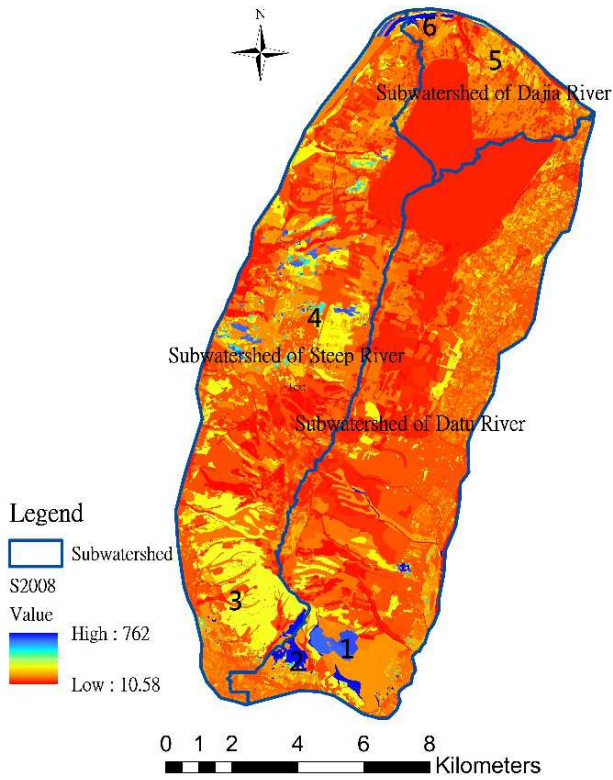 N
6
5
Subwatershed of Dajia River
4
Subwatershed of Steep River
Subwatershed of Datu River
Legend
Subwatershed
S2008
Value
High : 762
Low : 10.58
3
1
2
0 1 2 4 6 8
Kilometers